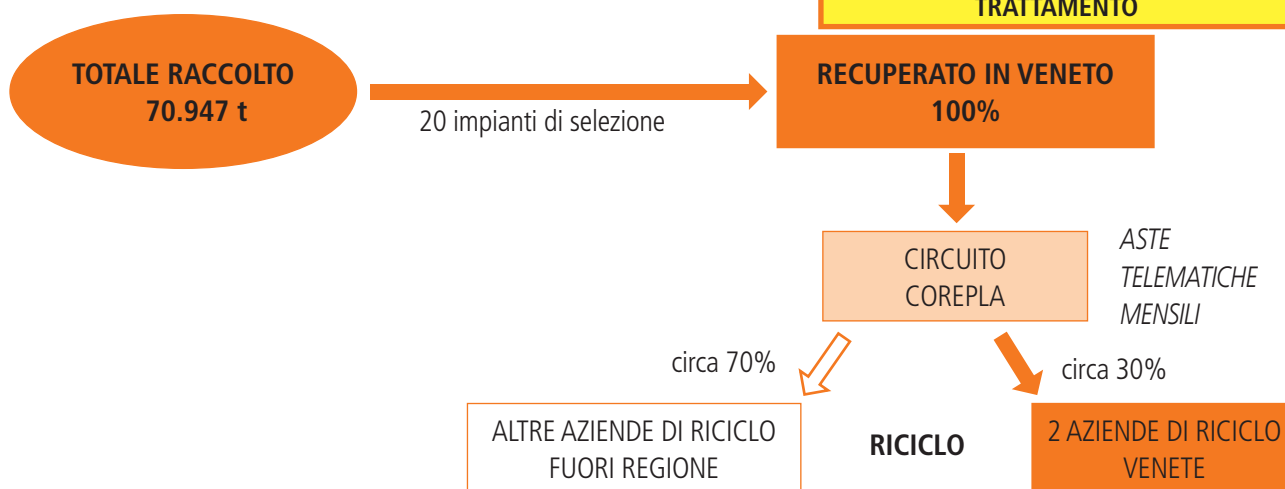 TRATTAMENTO
TOTALE RACCOLTO
70.947 t
20 impianti di selezione
RECUPERATO IN VENETO
100%
CIRCUITO
COREPLA
ASTE
TELEMATICHE
MENSILI
circa 70%
circa 30%
ALTRE AZIENDE DI RICICLO
FUORI REGIONE
RICICLO
2 AZIENDE DI RICICLO
VENETE